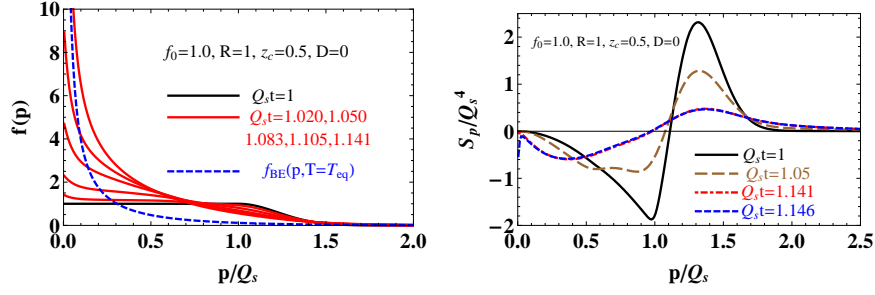 f₀=1.0, R=1, z_c=0.5, D=0
Q_st=1
Q_st=1.020,1.050
1.083,1.105,1.141
f_BE(p,T=T_eq)
f(p)
10
8
6
4
2
0
0.0 0.5 1.0 1.5 2.0
p/Q_s
f₀=1.0, R=1, z_c=0.5, D=0
S_p/Q_s⁴
2
1
0
−1
−2
Q_st=1
Q_st=1.05
Q_st=1.141
Q_st=1.146
0.0 0.5 1.0 1.5 2.0 2.5
p/Q_s